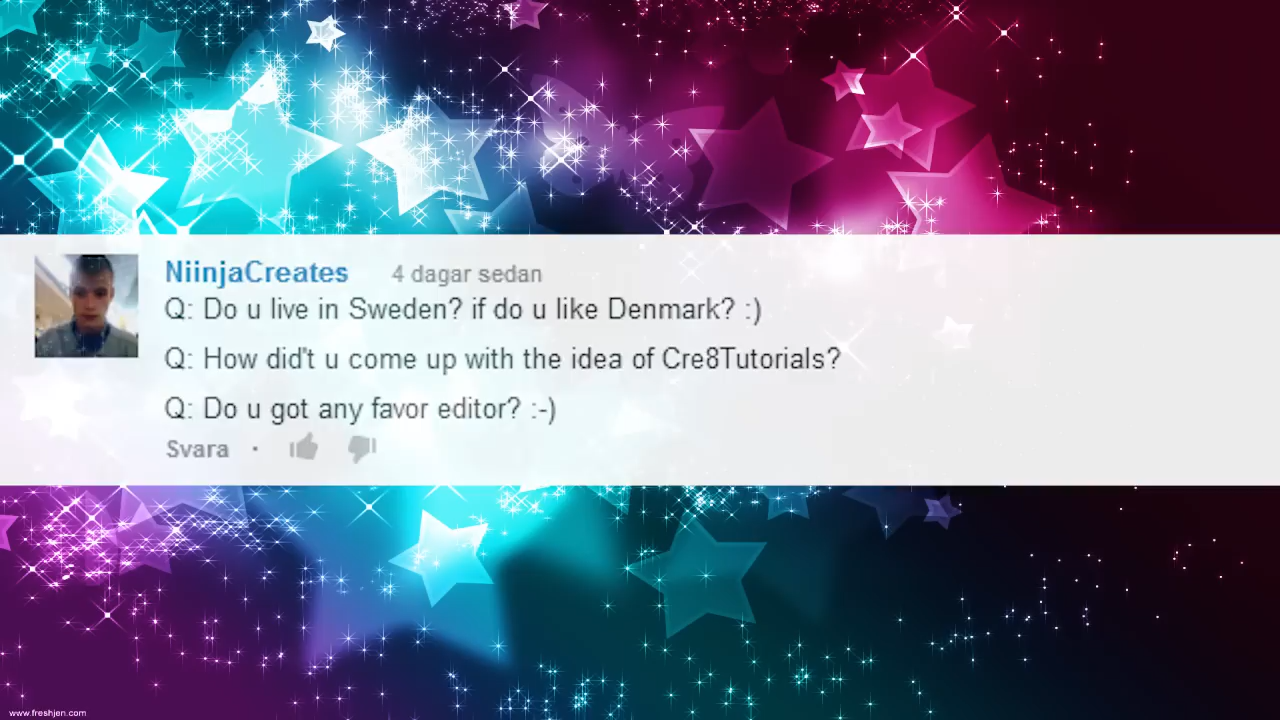 NiinjaCreates 4 dagar sedan
Q: Do u live in Sweden? if do u like Denmark? :)
Q: How did't u come up with the idea of Cre8Tutorials?
Q: Do u got any favor editor? :-)
Svara ·
www.freshjen.com